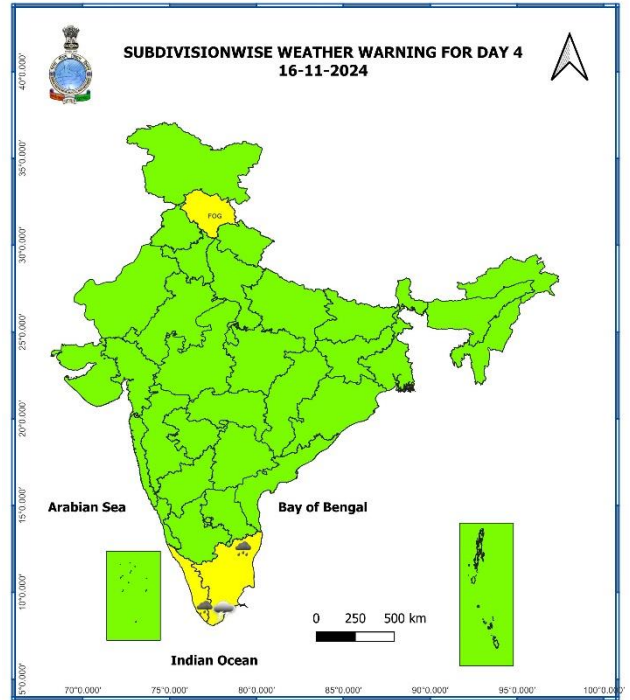 SUBDIVISIONWISE WEATHER WARNING FOR DAY 4
16-11-2024
40°0.000'
35°0.000'
FOG
30°0.000'
25°0.000'
20°0.000'
15°0.000'
Arabian Sea
Bay of Bengal
10°0.000'
0 250 500 km
Indian Ocean
5°0.000'
70°0.000' 75°0.000' 80°0.000' 85°0.000' 90°0.000' 95°0.000' 100°0.000'